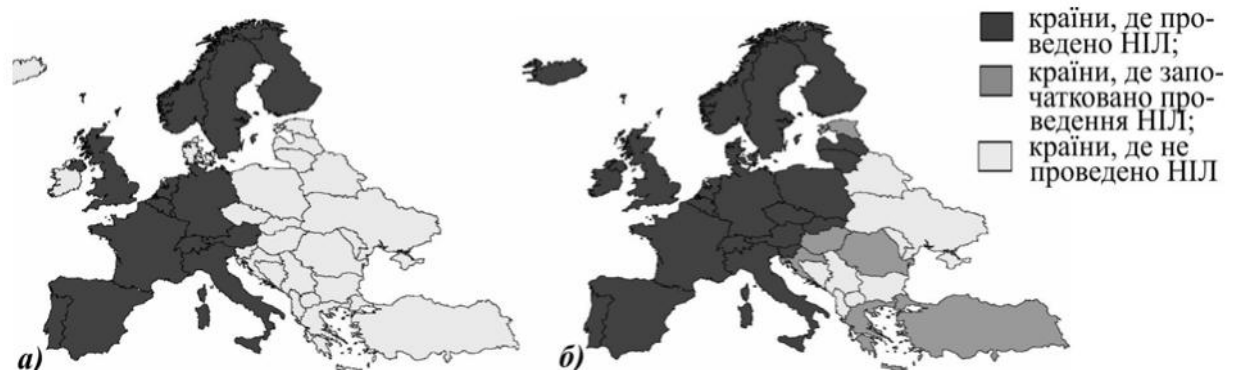 країни, де про-
ведено НІЛ;
країни, де запо-
чатковано про-
ведення НІЛ;
країни, де не
проведено НІЛ
а)
б)